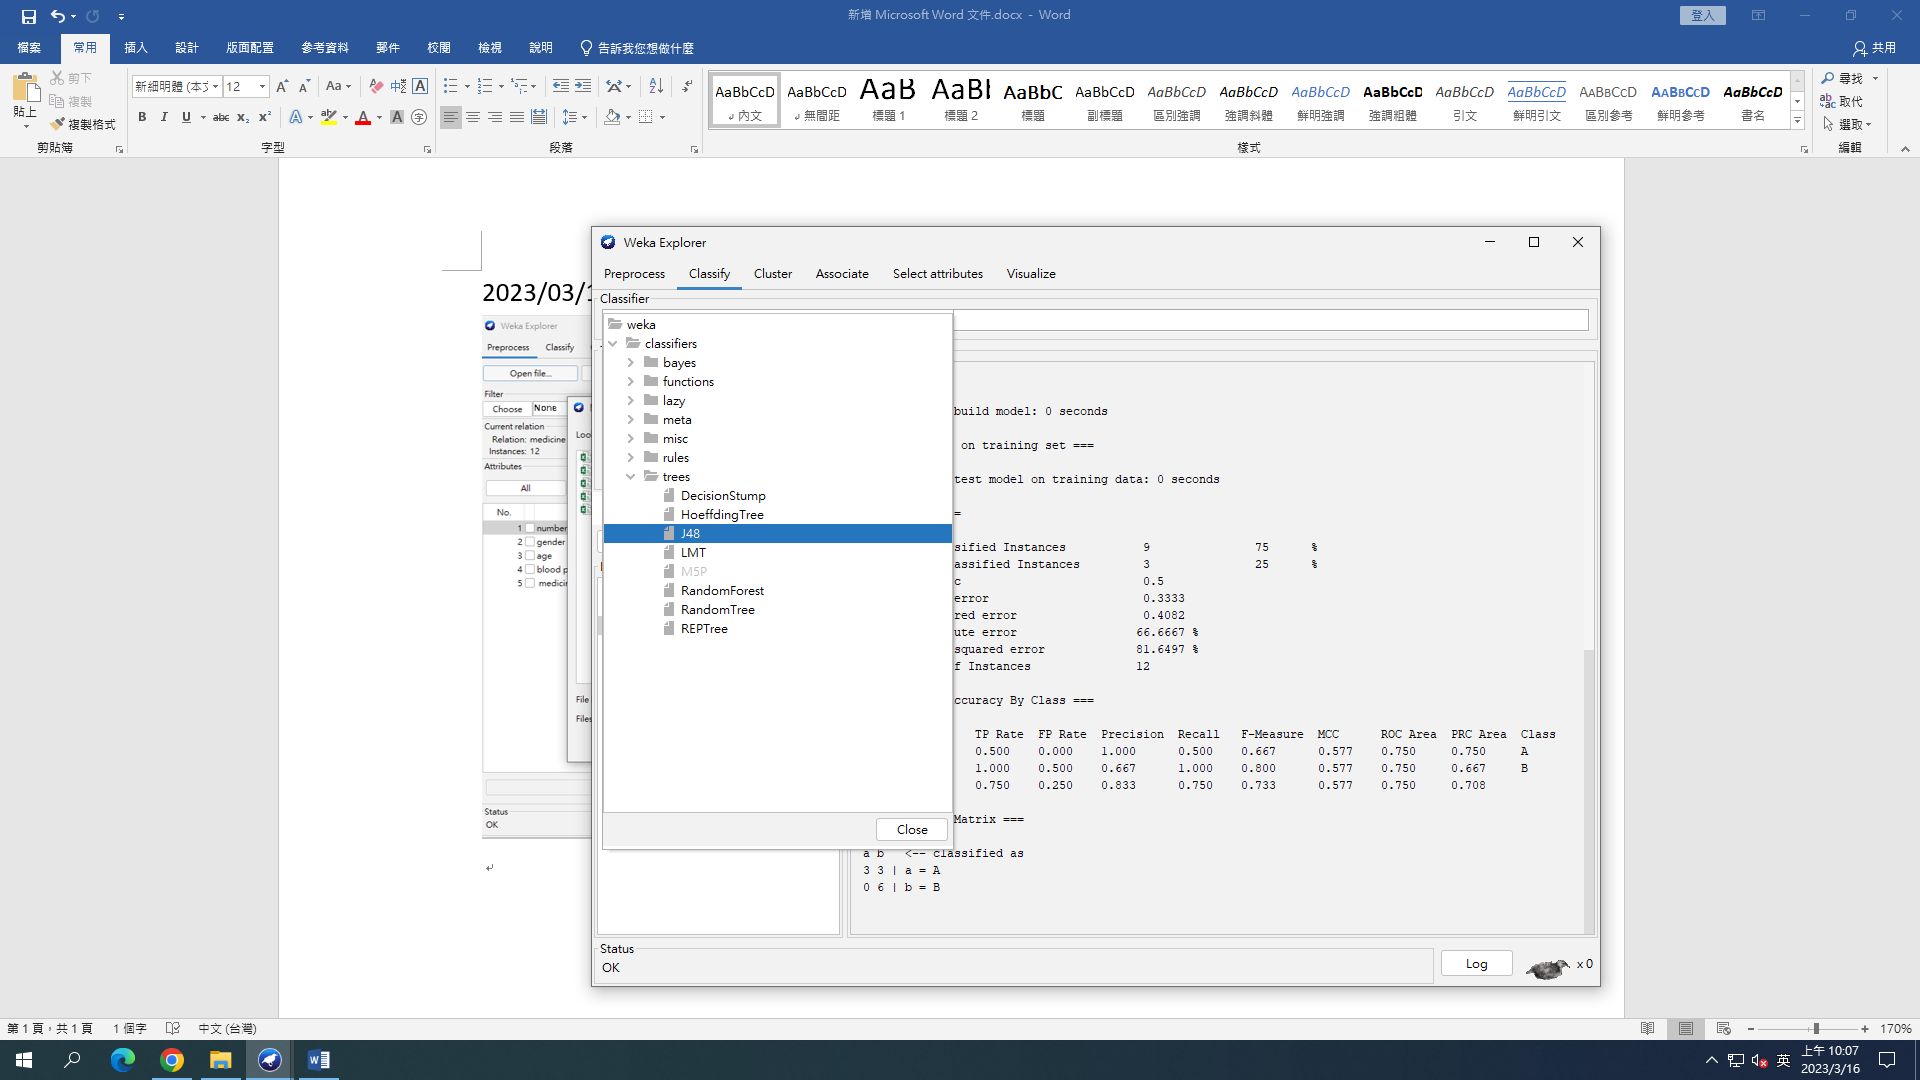 新增 Microsoft Word 文件.docx - Word
登入
檔案 常用 插入 設計 版面配置 參考資料 郵件 校閱 檢視 說明 告訴我您想做什麼 共用
貼上
剪下
複製
複製格式
剪貼簿
新細明體 (本文
12
字型
段落
AaBbCcD AaBbCcD AaB AaBl AaBbC AaBbCcD AaBbCcD AaBbCcD AaBbCcD AaBbCcD AaBbCcD AaBbCcD AaBbCcD AaBbCcD AaBbCcD
內文 無間距 標題 1 標題 2 標題 副標題 區別強調 強調斜體 鮮明強調 強調粗體 引文 鮮明引文 區別參考 鮮明參考 書名
樣式
尋找
取代
選取
編輯
2023/03/1
Weka Explorer
Preprocess Classify
Open file...
Filter
Choose None
Current relation
Relation: medicine
Instances: 12
Attributes
All
No.
1 number
2 gender
3 age
4 blood p
5 medicin
Loo
File
Files
Status
OK
Weka Explorer
Preprocess Classify Cluster Associate Select attributes Visualize
Classifier
weka
classifiers
bayes
functions
lazy
meta
misc
rules
trees
DecisionStump
HoeffdingTree
J48
LMT
M5P
RandomForest
RandomTree
REPTree
Close
build model: 0 seconds
on training set ===
test model on training data: 0 seconds
=
sified Instances 9 75 %
assified Instances 3 25 %
c 0.5
error 0.3333
red error 0.4082
ute error 66.6667 %
squared error 81.6497 %
f Instances 12
ccuracy By Class ===
TP Rate FP Rate Precision Recall F-Measure MCC ROC Area PRC Area Class
0.500 0.000 1.000 0.500 0.667 0.577 0.750 0.750 A
1.000 0.500 0.667 1.000 0.800 0.577 0.750 0.667 B
0.750 0.250 0.833 0.750 0.733 0.577 0.750 0.708
Matrix ===
a b <-- classified as
3 3 | a = A
0 6 | b = B
Status
OK
Log
x 0
第 1 頁，共 1 頁 1 個字 中文 (台灣)
170%
英
上午 10:07
2023/3/16